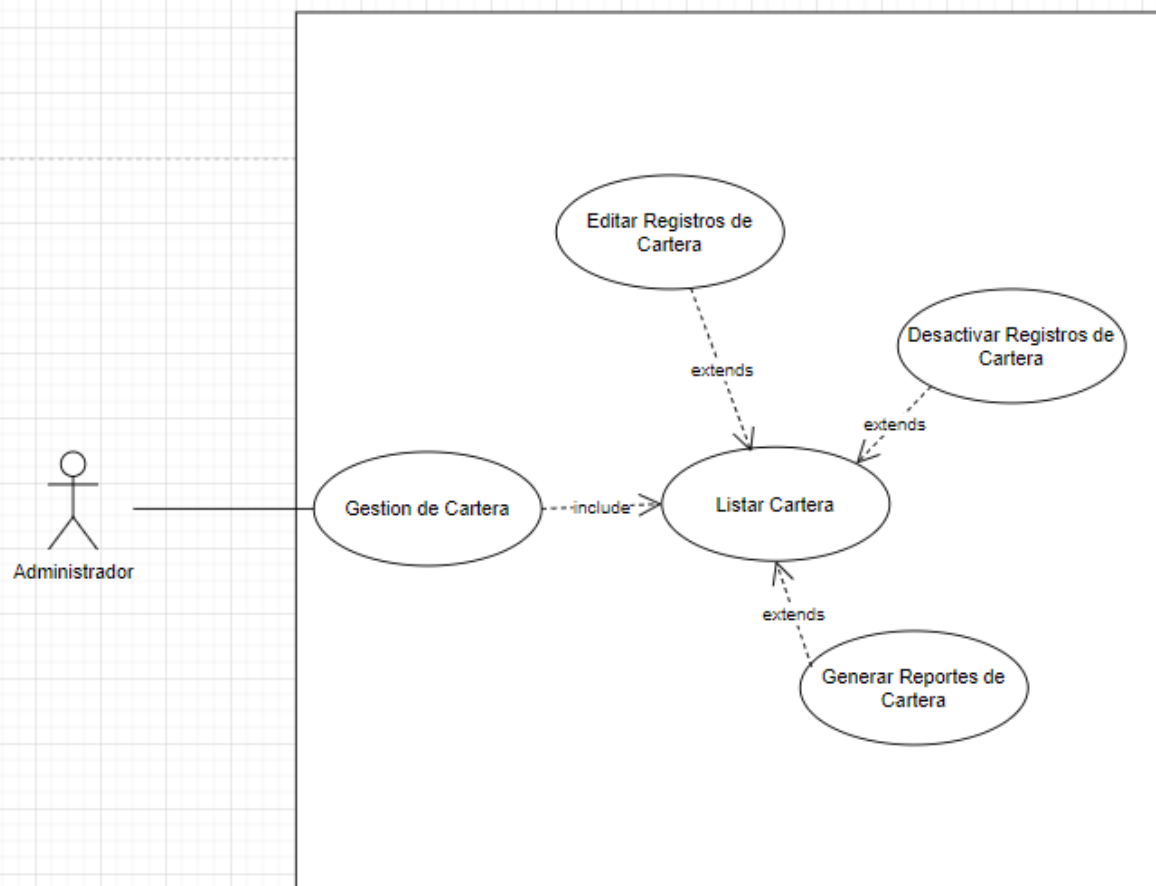 Editar Registros de
Cartera
Desactivar Registros de
Cartera
extends
extends
Gestion de Cartera
include
Listar Cartera
Administrador
extends
Generar Reportes de
Cartera